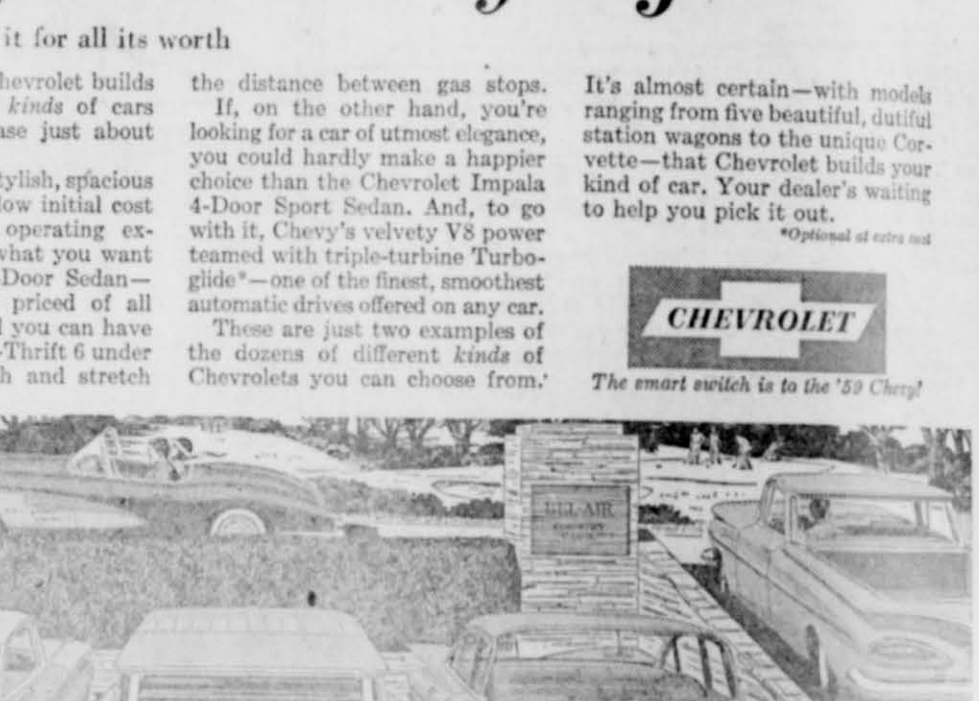 it for all its worth
hevrolet builds
kinds of cars
ase just about
tylish, spacious
low initial cost
operating ex-
what you want
-Door Sedan—
priced of all
you can have
-Thrift 6 under
h and stretch
the distance between gas stops.
If, on the other hand, you're
looking for a car of utmost elegance,
you could hardly make a happier
choice than the Chevrolet Impala
4-Door Sport Sedan. And, to go
with it, Chevy's velvety V8 power
teamed with triple-turbine Turbo-
glide*—one of the finest, smoothest
automatic drives offered on any car.
These are just two examples of
the dozens of different kinds of
Chevrolets you can choose from.
It's almost certain—with models
ranging from five beautiful, dutiful
station wagons to the unique Cor-
vette—that Chevrolet builds your
kind of car. Your dealer's waiting
to help you pick it out.
*Optional at extra cost
CHEVROLET
The smart switch is to the '59 Chevy!
BEL-AIR
COUNTRY
CLUB